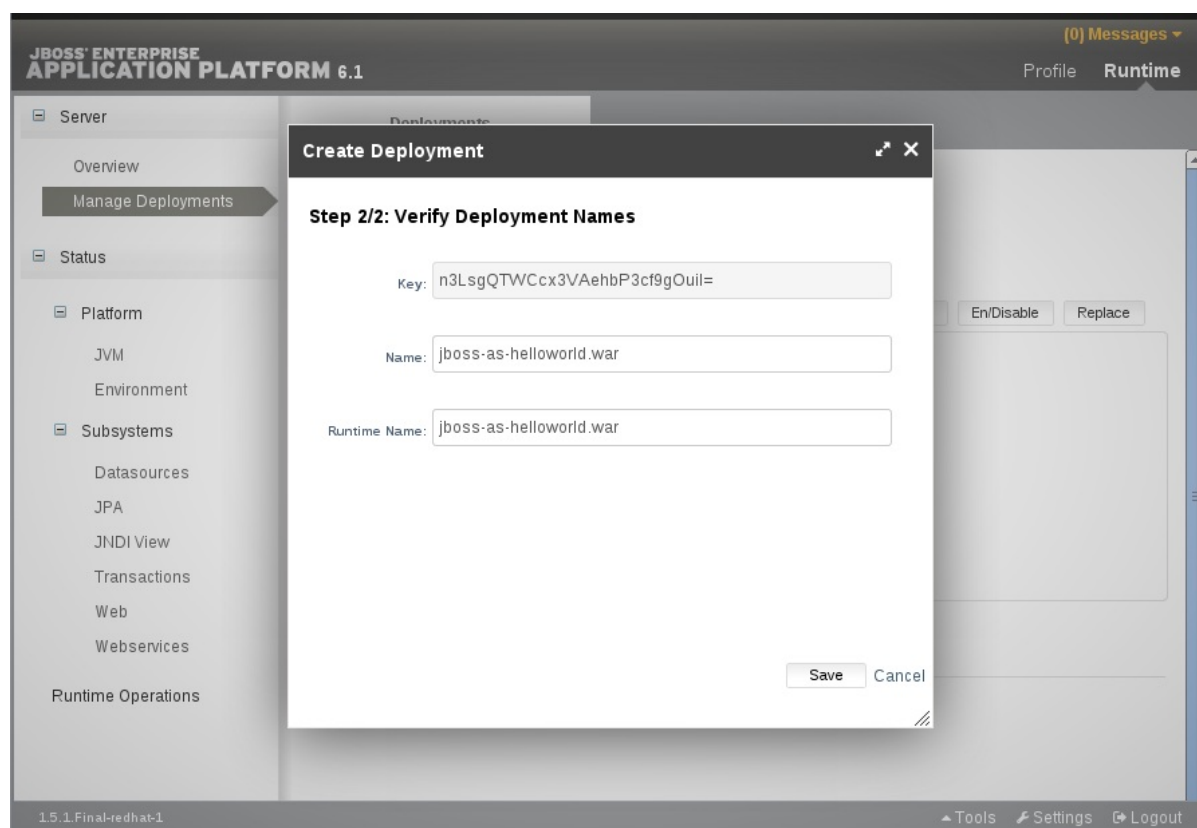 (0) Messages
JBOSS' ENTERPRISE
APPLICATION PLATFORM 6.1
Profile Runtime
Server
Overview
Manage Deployments
Status
Platform
JVM
Environment
Subsystems
Datasources
JPA
JNDI View
Transactions
Web
Webservices
Runtime Operations
Deployments
Create Deployment
Step 2/2: Verify Deployment Names
Key: n3LsgQTWCcx3VAehbP3cf9gOuiI=
Name: jboss-as-helloworld.war
Runtime Name: jboss-as-helloworld.war
Save Cancel
En/Disable Replace
1.5.1.Final-redhat-1
Tools Settings Logout